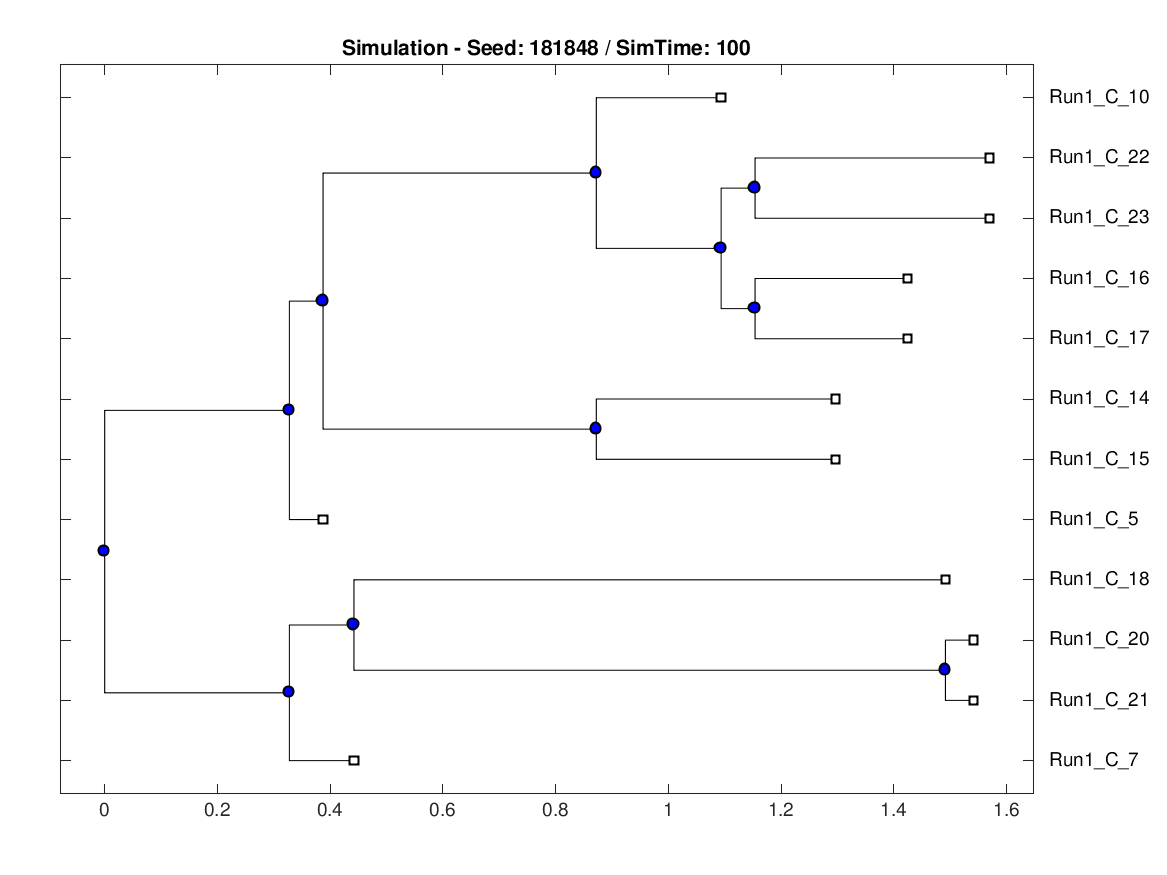 Simulation - Seed: 181848 / SimTime: 100
Run1_C_10
Run1_C_22
Run1_C_23
Run1_C_16
Run1_C_17
Run1_C_14
Run1_C_15
Run1_C_5
Run1_C_18
Run1_C_20
Run1_C_21
Run1_C_7
0 0.2 0.4 0.6 0.8 1 1.2 1.4 1.6